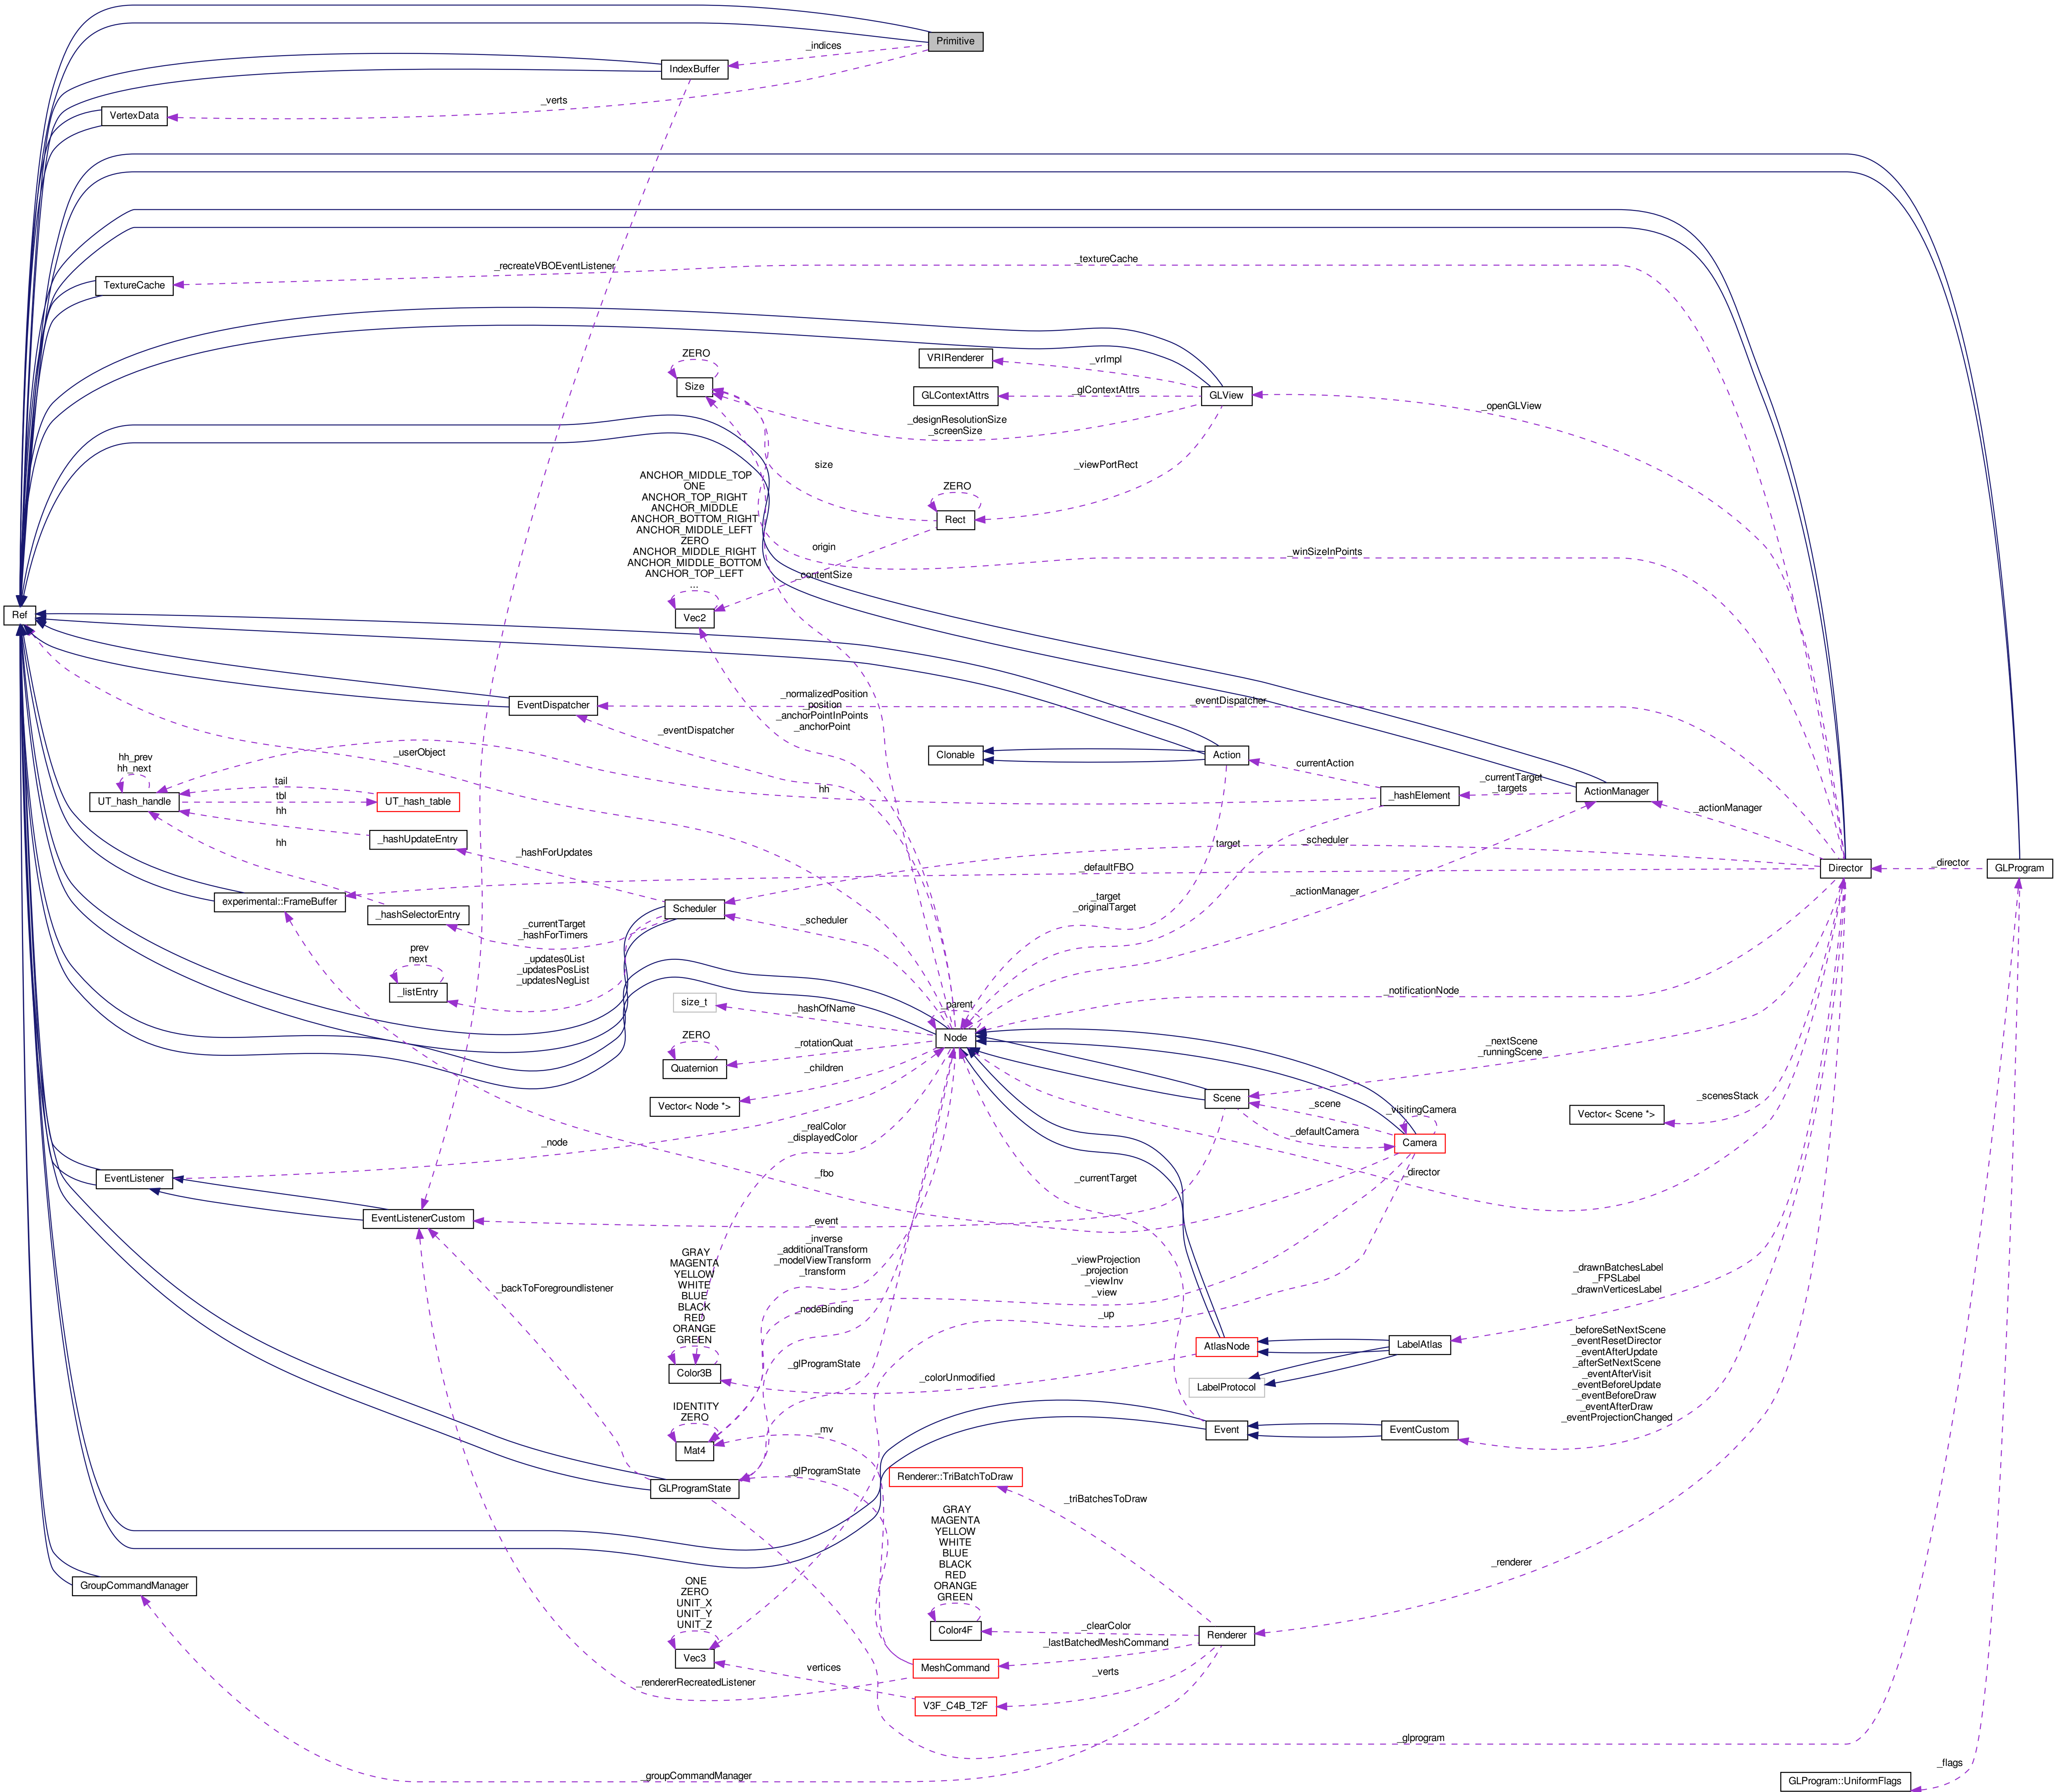 Primitive
_indices
IndexBuffer
_verts
VertexData
_recreateVBOEventListener
_textureCache
TextureCache
ZERO
Size
VRIRenderer
_vrImpl
GLContextAttrs
_glContextAttrs
GLView
_openGLView
_designResolutionSize
_screenSize
size
_viewPortRect
ZERO
Rect
ANCHOR_MIDDLE_TOP
ONE
ANCHOR_TOP_RIGHT
ANCHOR_MIDDLE
ANCHOR_BOTTOM_RIGHT
ANCHOR_MIDDLE_LEFT
ZERO
ANCHOR_MIDDLE_RIGHT
ANCHOR_MIDDLE_BOTTOM
ANCHOR_TOP_LEFT
...
origin
_winSizeInPoints
_contentSize
Ref
Vec2
EventDispatcher
_normalizedPosition
_position
_anchorPointInPoints
_anchorPoint
_eventDispatcher
_eventDispatcher
_userObject
Clonable
Action
hh_prev
hh_next
tail
currentAction
_currentTarget
targets
UT_hash_handle
tbl
UT_hash_table
hh
_hashElement
ActionManager
hh
_actionManager
_hashUpdateEntry
hh
_hashForUpdates
target
_scheduler
_defaultFBO
Director
_director
GLProgram
experimental::FrameBuffer
_hashSelectorEntry
Scheduler
_target
_originalTarget
_actionManager
_currentTarget
_hashForTimers
_scheduler
prev
next
_updates0List
_updatesPosList
_updatesNegList
_listEntry
size_t
_hashOfName
_parent
_notificationNode
ZERO
_rotationQuat
Node
Quaternion
_children
_nextScene
_runningScene
Vector< Node *>
Scene
_scene
_visitingCamera
Vector< Scene *>
_scenesStack
_node
_realColor
_displayedColor
_defaultCamera
Camera
EventListener
_fbo
_currentTarget
_director
EventListenerCustom
_event
GRAY
MAGENTA
YELLOW
WHITE
BLUE
BLACK
RED
ORANGE
GREEN
_inverse
_additionalTransform
_modelViewTransform
_transform
_viewProjection
_projection
_viewInv
_view
_drawnBatchesLabel
_FPSLabel
_drawnVerticesLabel
_backToForegroundlistener
_nodeBinding
_up
AtlasNode
LabelAtlas
_beforeSetNextScene
_eventResetDirector
_eventAfterUpdate
_afterSetNextScene
_eventAfterVisit
_eventBeforeUpdate
_eventBeforeDraw
_eventAfterDraw
_eventProjectionChanged
Color3B
_glProgramState
_colorUnmodified
LabelProtocol
IDENTITY
ZERO
Mat4
_mv
Event
EventCustom
GLProgramState
_glProgramState
Renderer::TriBatchToDraw
_triBatchesToDraw
GRAY
MAGENTA
YELLOW
WHITE
BLUE
BLACK
RED
ORANGE
GREEN
_renderer
GroupCommandManager
ONE
ZERO
UNIT_X
UNIT_Y
UNIT_Z
Color4F
_clearColor
Renderer
_lastBatchedMeshCommand
Vec3
vertices
MeshCommand
_verts
_rendererRecreatedListener
V3F_C4B_T2F
_glprogram
_groupCommandManager
_flags
GLProgram::UniformFlags